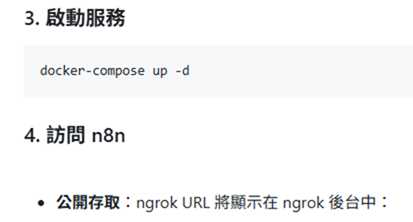 3. 啟動服務
docker-compose up -d
4. 訪問 n8n
• 公開存取：ngrok URL 將顯示在 ngrok 後台中：